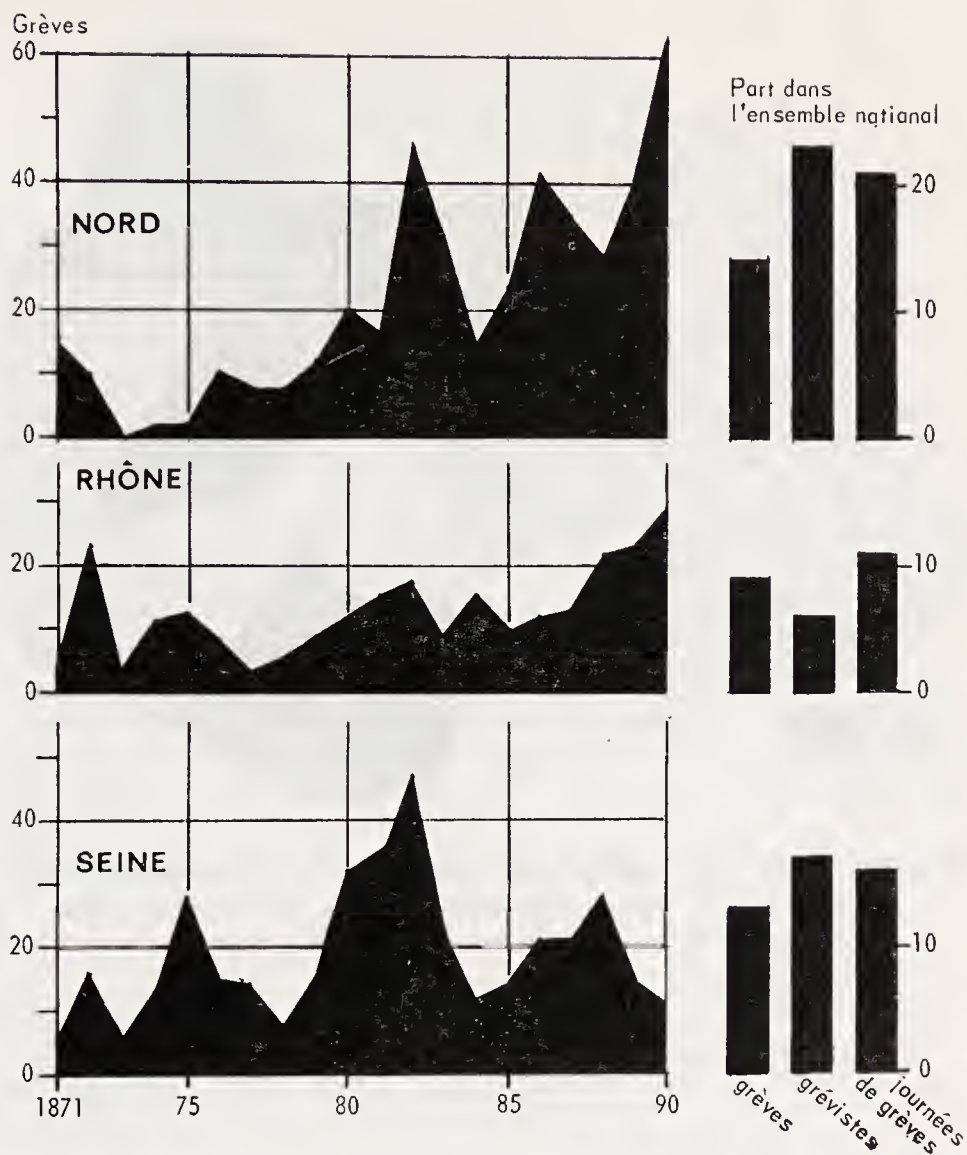 Grèves
60
40
20
0
NORD
Part dans
l'ensemble national
20
10
0
RHÔNE
20
0
10
0
SEINE
40
20
0
10
0
1871 75 80 85 90
grèves
grévistes
journées
de grèves